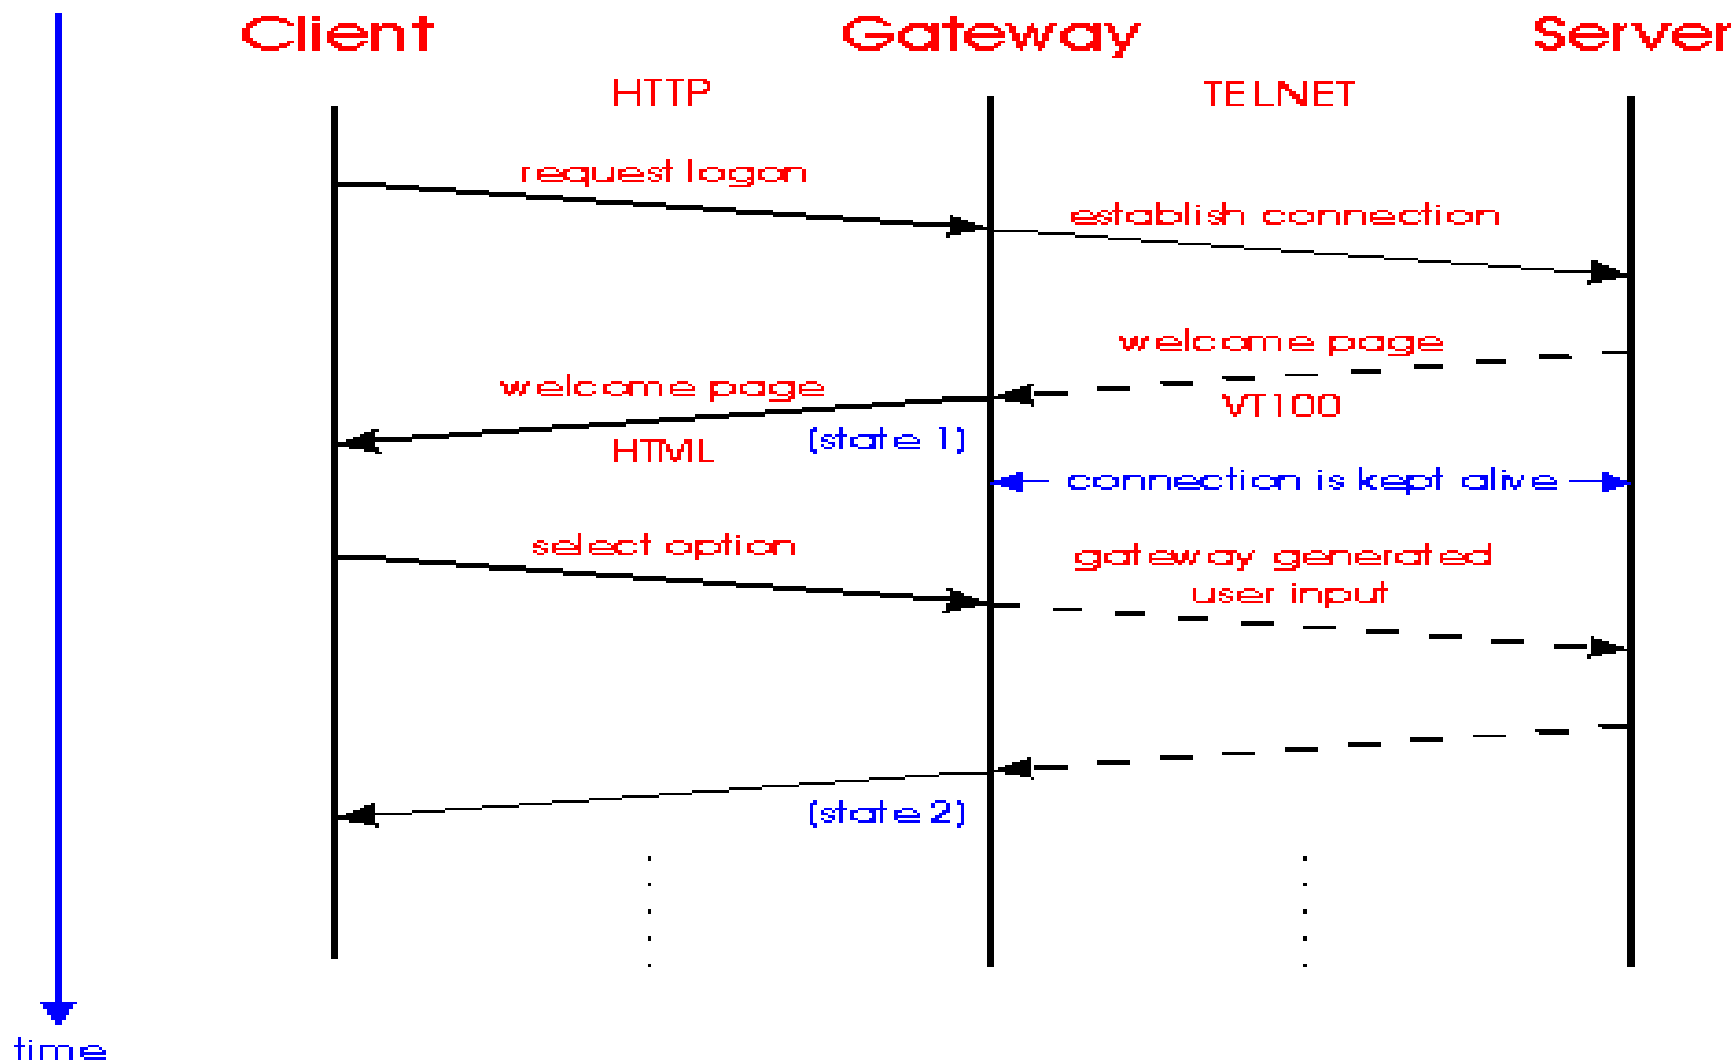 Client Gateway Server
HTTP TELNET
request logon
establish connection
welcome page
VT100
welcome page
HTML
(state 1)
connection is kept alive
select option
gateway generated
user input
(state 2)
time